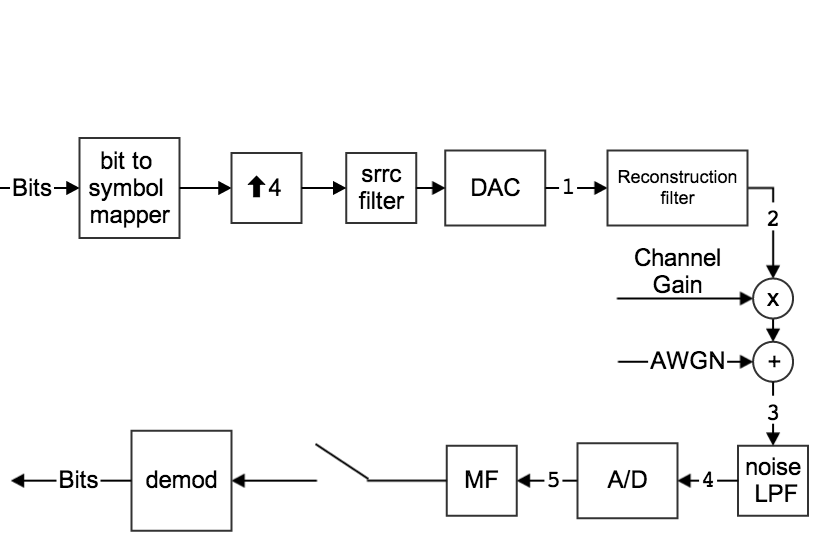 Bits
bit to
symbol
mapper
⬆4
srrc
filter
DAC
1
Reconstruction
filter
2
Channel
Gain
x
AWGN
+
3
noise
LPF
4
A/D
5
MF
demod
Bits